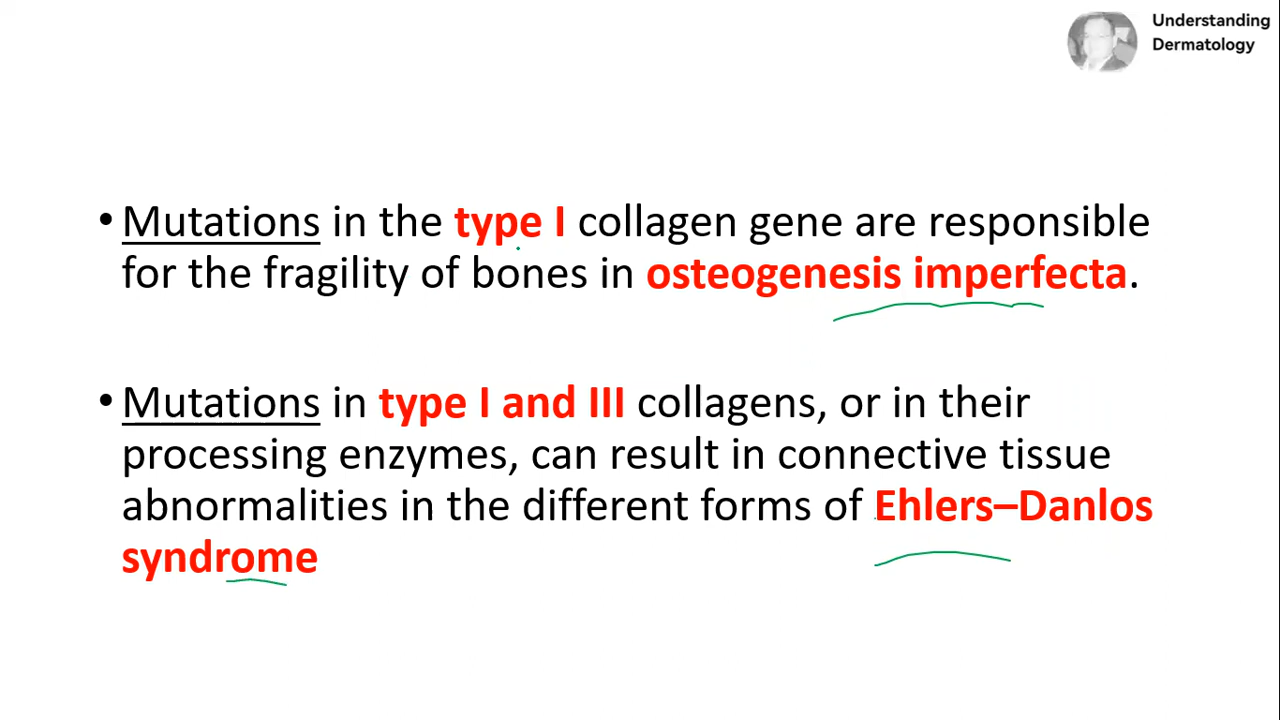 Understanding
Dermatology
• Mutations in the type I collagen gene are responsible
for the fragility of bones in osteogenesis imperfecta.
• Mutations in type I and III collagens, or in their
processing enzymes, can result in connective tissue
abnormalities in the different forms of Ehlers–Danlos
syndrome